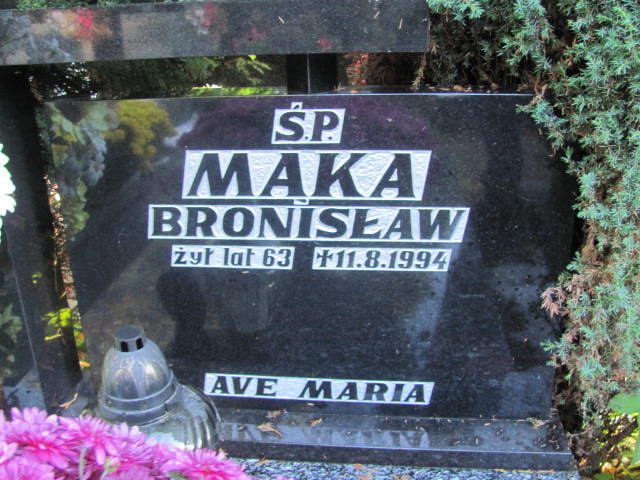 Ś.P.
MĄKA
BRONISŁAW
żył lat 63 ✝11.8.1994
AVE MARIA